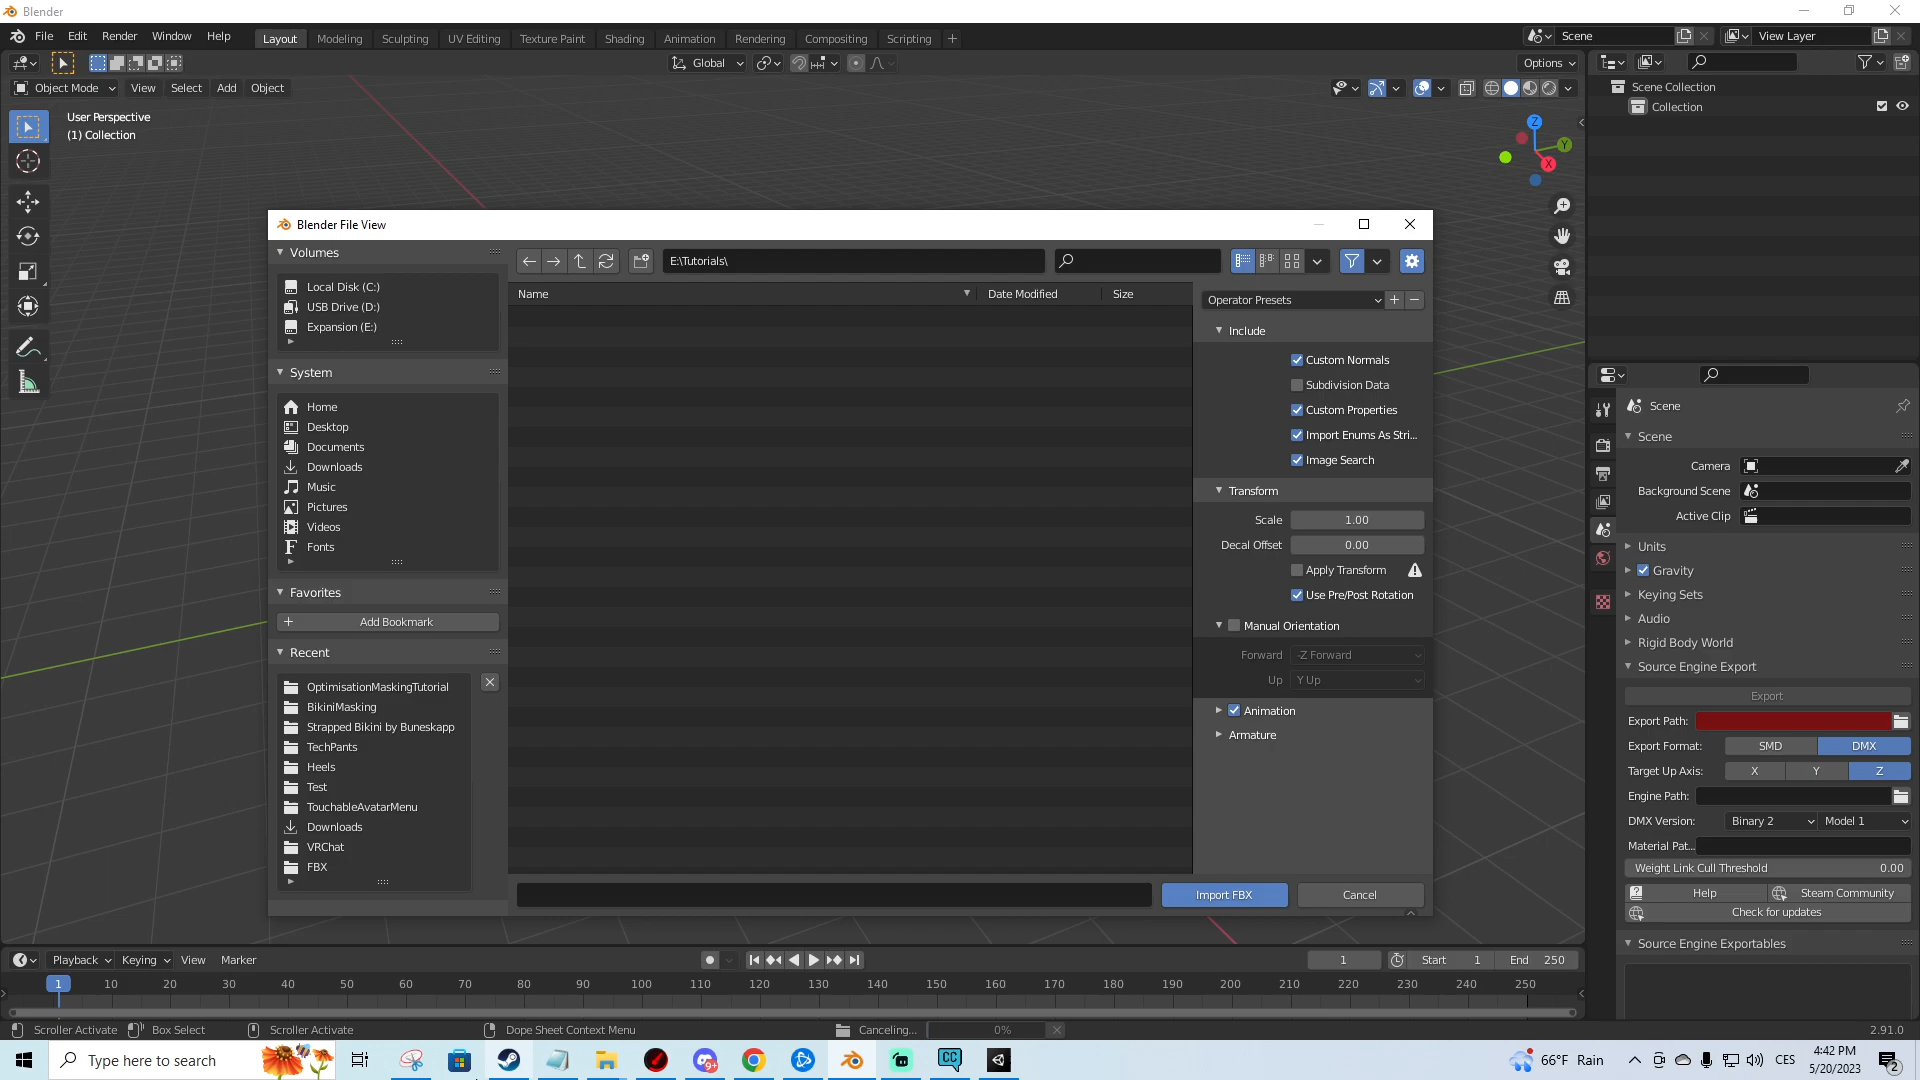 Blender
File Edit Render Window Help
Layout Modeling Sculpting UV Editing Texture Paint Shading Animation Rendering Compositing Scripting +
Scene
View Layer
Global
Options
Object Mode View Select Add Object
User Perspective
(1) Collection
Z
Y
X
Scene Collection
Collection
Blender File View
Volumes
Local Disk (C:)
USB Drive (D:)
Expansion (E:)
System
Home
Desktop
Documents
Downloads
Music
Pictures
Videos
Fonts
Favorites
Add Bookmark
Recent
OptimisationMaskingTutorial
BikiniMasking
Strapped Bikini by Buneskapp
TechPants
Heels
Test
TouchableAvatarMenu
Downloads
VRChat
FBX
E:\Tutorials\
Name Date Modified Size
Operator Presets
Include
Custom Normals
Subdivision Data
Custom Properties
Import Enums As Stri...
Image Search
Transform
Scale 1.00
Decal Offset 0.00
Apply Transform
Use Pre/Post Rotation
Manual Orientation
Forward -Z Forward
Up Y Up
Animation
Armature
Import FBX
Cancel
Scene
Scene
Camera
Background Scene
Active Clip
Units
Gravity
Keying Sets
Audio
Rigid Body World
Source Engine Export
Export
Export Path:
Export Format: SMD DMX
Target Up Axis: X Y Z
Engine Path:
DMX Version: Binary 2 Model 1
Material Pat...
Weight Link Cull Threshold 0.00
Help Steam Community
Check for updates
Source Engine Exportables
Playback Keying View Marker
1 Start 1 End 250
1 10 20 30 40 50 60 70 80 90 100 110 120 130 140 150 160 170 180 190 200 210 220 230 240 250
Scroller Activate Box Select Scroller Activate Dope Sheet Context Menu Canceling... 0% 2.91.0
Type here to search
9+
CC
66°F Rain
CES
4:42 PM
5/20/2023
2